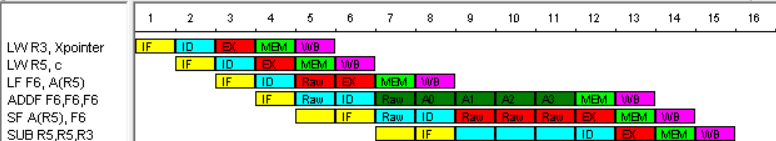 1 2 3 4 5 6 7 8 9 10 11 12 13 14 15 16
LW R3, Xpointer IF ID EX MEM WB
LW R5, c IF ID EX MEM WB
LF F6, A(R5) IF ID Raw EX MEM WB
ADDF F6,F6,F6 IF Raw ID Raw A0 A1 A2 A3 MEM WB
SF A(R5), F6 IF Raw ID Raw Raw Raw EX MEM WB
SUB R5,R5,R3 IF ID EX MEM WB